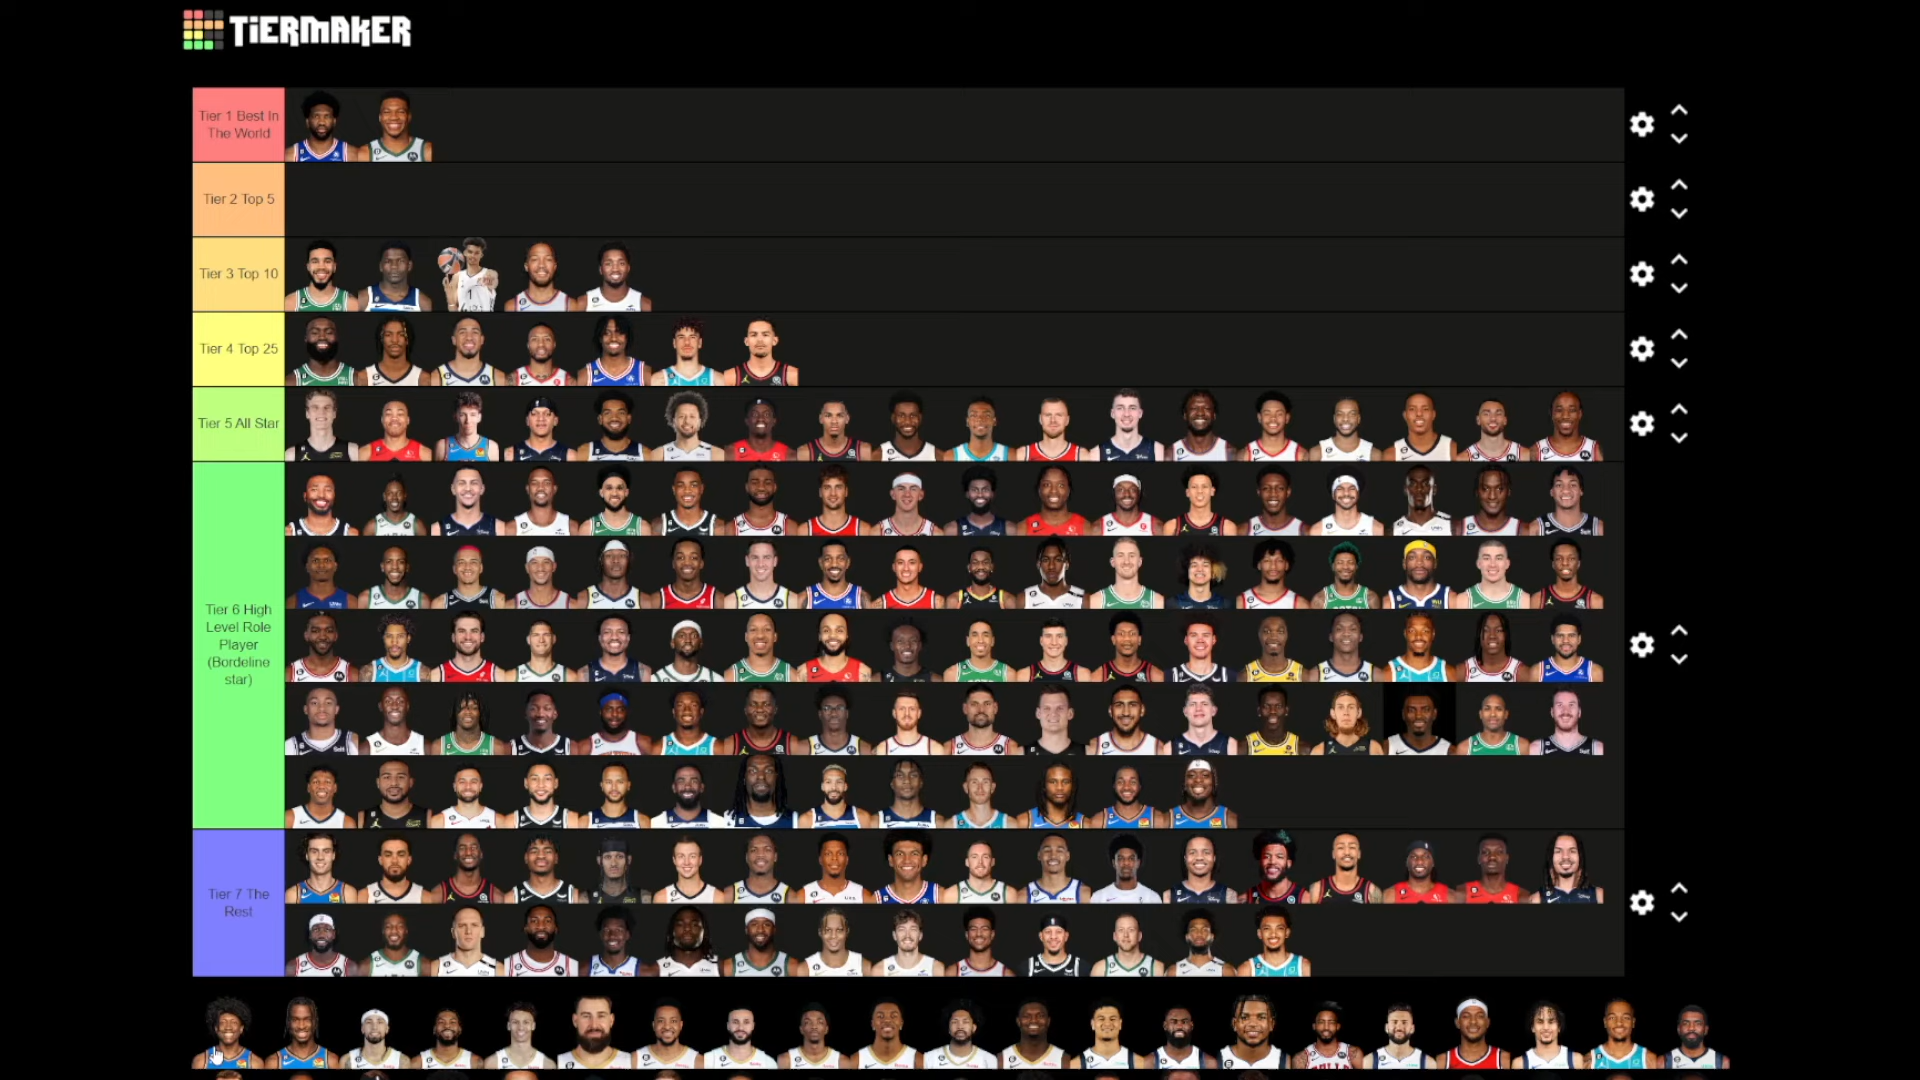 TiERMAKER
Tier 1 Best In
The World
Tier 2 Top 5
Tier 3 Top 10
Tier 4 Top 25
Tier 5 All Star
Tier 6 High
Level Role
Player
(Bordeline
star)
Tier 7 The
Rest